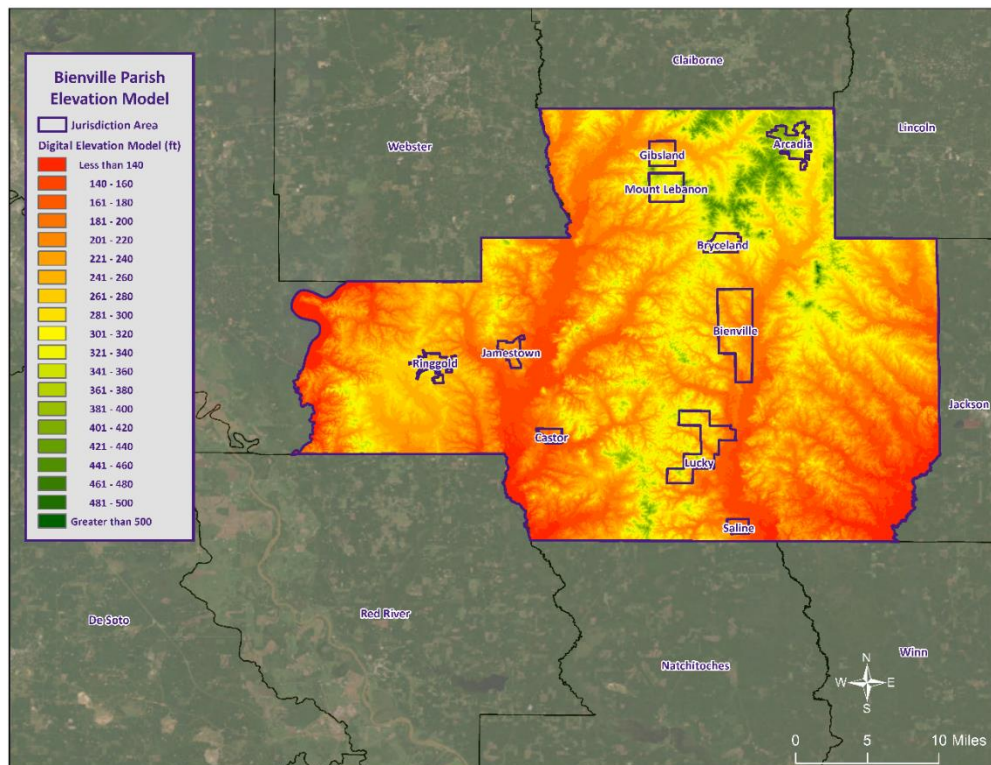 Bienville Parish
Elevation Model
Jurisdiction Area
Digital Elevation Model (ft)
Less than 140
140 - 160
161 - 180
181 - 200
201 - 220
221 - 240
241 - 260
261 - 280
281 - 300
301 - 320
321 - 340
341 - 360
361 - 380
381 - 400
401 - 420
421 - 440
441 - 460
461 - 480
481 - 500
Greater than 500
Claiborne
Webster
Lincoln
Arcadia
Gibsland
Mount Lebanon
Bryceland
Bienville
Jamestown
Ringgold
Jackson
Castor
Lucky
Saline
De Soto
Red River
Natchitoches
Winn
N
W E
S
0 5 10 Miles